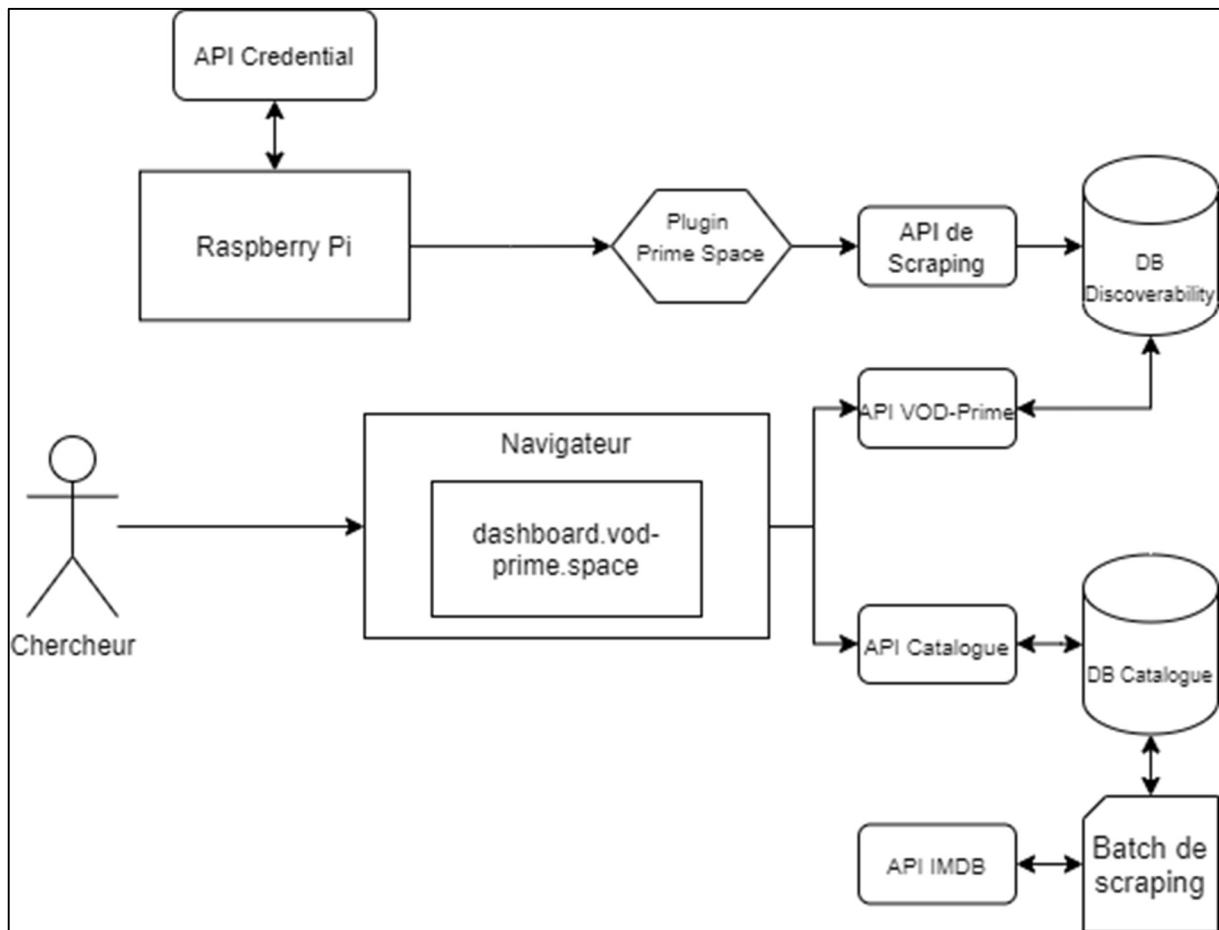 API Credential
Raspberry Pi
Plugin
Prime Space
API de
Scraping
DB
Discoverability
API VOD-Prime
Navigateur
dashboard.vod-
prime.space
Chercheur
API Catalogue
DB Catalogue
API IMDB
Batch de
scraping